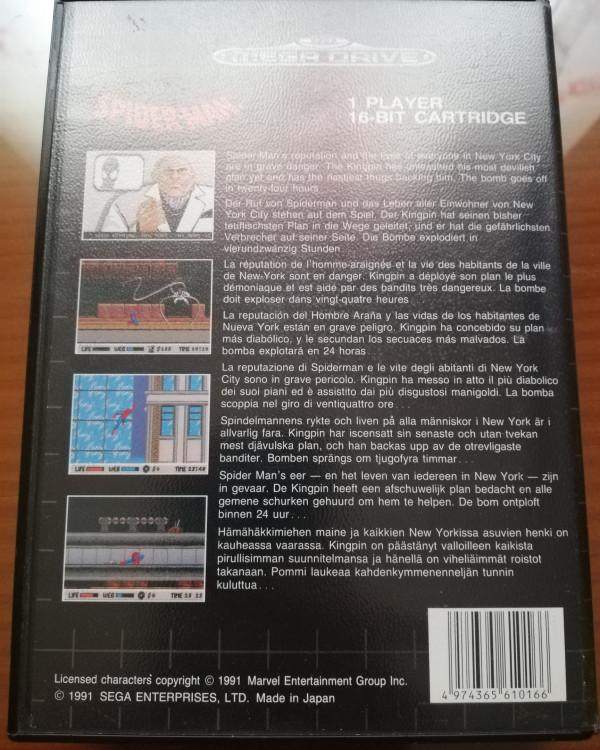 SEGA
MEGA DRIVE
SPIDER-MAN
1 PLAYER
16-BIT CARTRIDGE
Spider Man's reputation and the lives of everyone in New York City
are in grave danger. The Kingpin has unleashed his most devilish
plan yet and has the nastiest thugs backing him. The bomb goes off
in twenty-four hours
Der Ruf von Spiderman und das Leben aller Einwohner von New
York City stehen auf dem Spiel. Der Kingpin hat seinen bisher
teuflischsten Plan in die Wege geleitet, und er hat die gefährlichsten
Verbrecher auf seiner Seite. Die Bombe explodiert in
vierundzwanzig Stunden...
La réputation de l'homme-araignée et la vie des habitants de la ville
de New-York sont en danger. Kingpin a déployé son plan le plus
démoniaque et est aidé par des bandits très dangereux. La bombe
doit exploser dans vingt-quatre heures
La reputación del Hombre Araña y las vidas de los habitantes de
Nueva York están en grave peligro. Kingpin ha concebido su plan
más diabólico, y le secundan los secuaces más malvados. La
bomba explotará en 24 horas...
La reputazione di Spiderman e le vite degli abitanti di New York
City sono in grave pericolo. Kingpin ha messo in atto il più diabolico
dei suoi piani ed è assistito dai più disgustosi manigoldi. La bomba
scoppia nel giro di ventiquattro ore...
Spindelmannens rykte och liven på alla människor i New York är i
allvarlig fara. Kingpin har iscensatt sin senaste och utan tvekan
mest djävulska plan, och han backas upp av de otrevligaste
banditer. Bomben sprängs om tjugofyra timmar...
Spider Man's eer — en het leven van iedereen in New York — zijn
in gevaar. De Kingpin heeft een afschuwelijk plan bedacht en alle
gemene schurken gehuurd om hem te helpen. De bom ontploft
binnen 24 uur...
Hämähäkkimiehen maine ja kaikkien Newyorkissa asuvien henki on
kauheassa vaarassa. Kingpin on päästänyt valloilleen kaikista
pirullisimman suunnitelmansa ja hänellä on viheliäimmät roistot
takanaan. Pommi laukeaa kahdenkymmenenneljän tunnin
kuluttua...
LIFE WEB TIME
LIFE WEB TIME
LIFE WEB TIME
Licensed characters copyright © 1991 Marvel Entertainment Group Inc.
© 1991 SEGA ENTERPRISES, LTD. Made in Japan
4 974365 610166